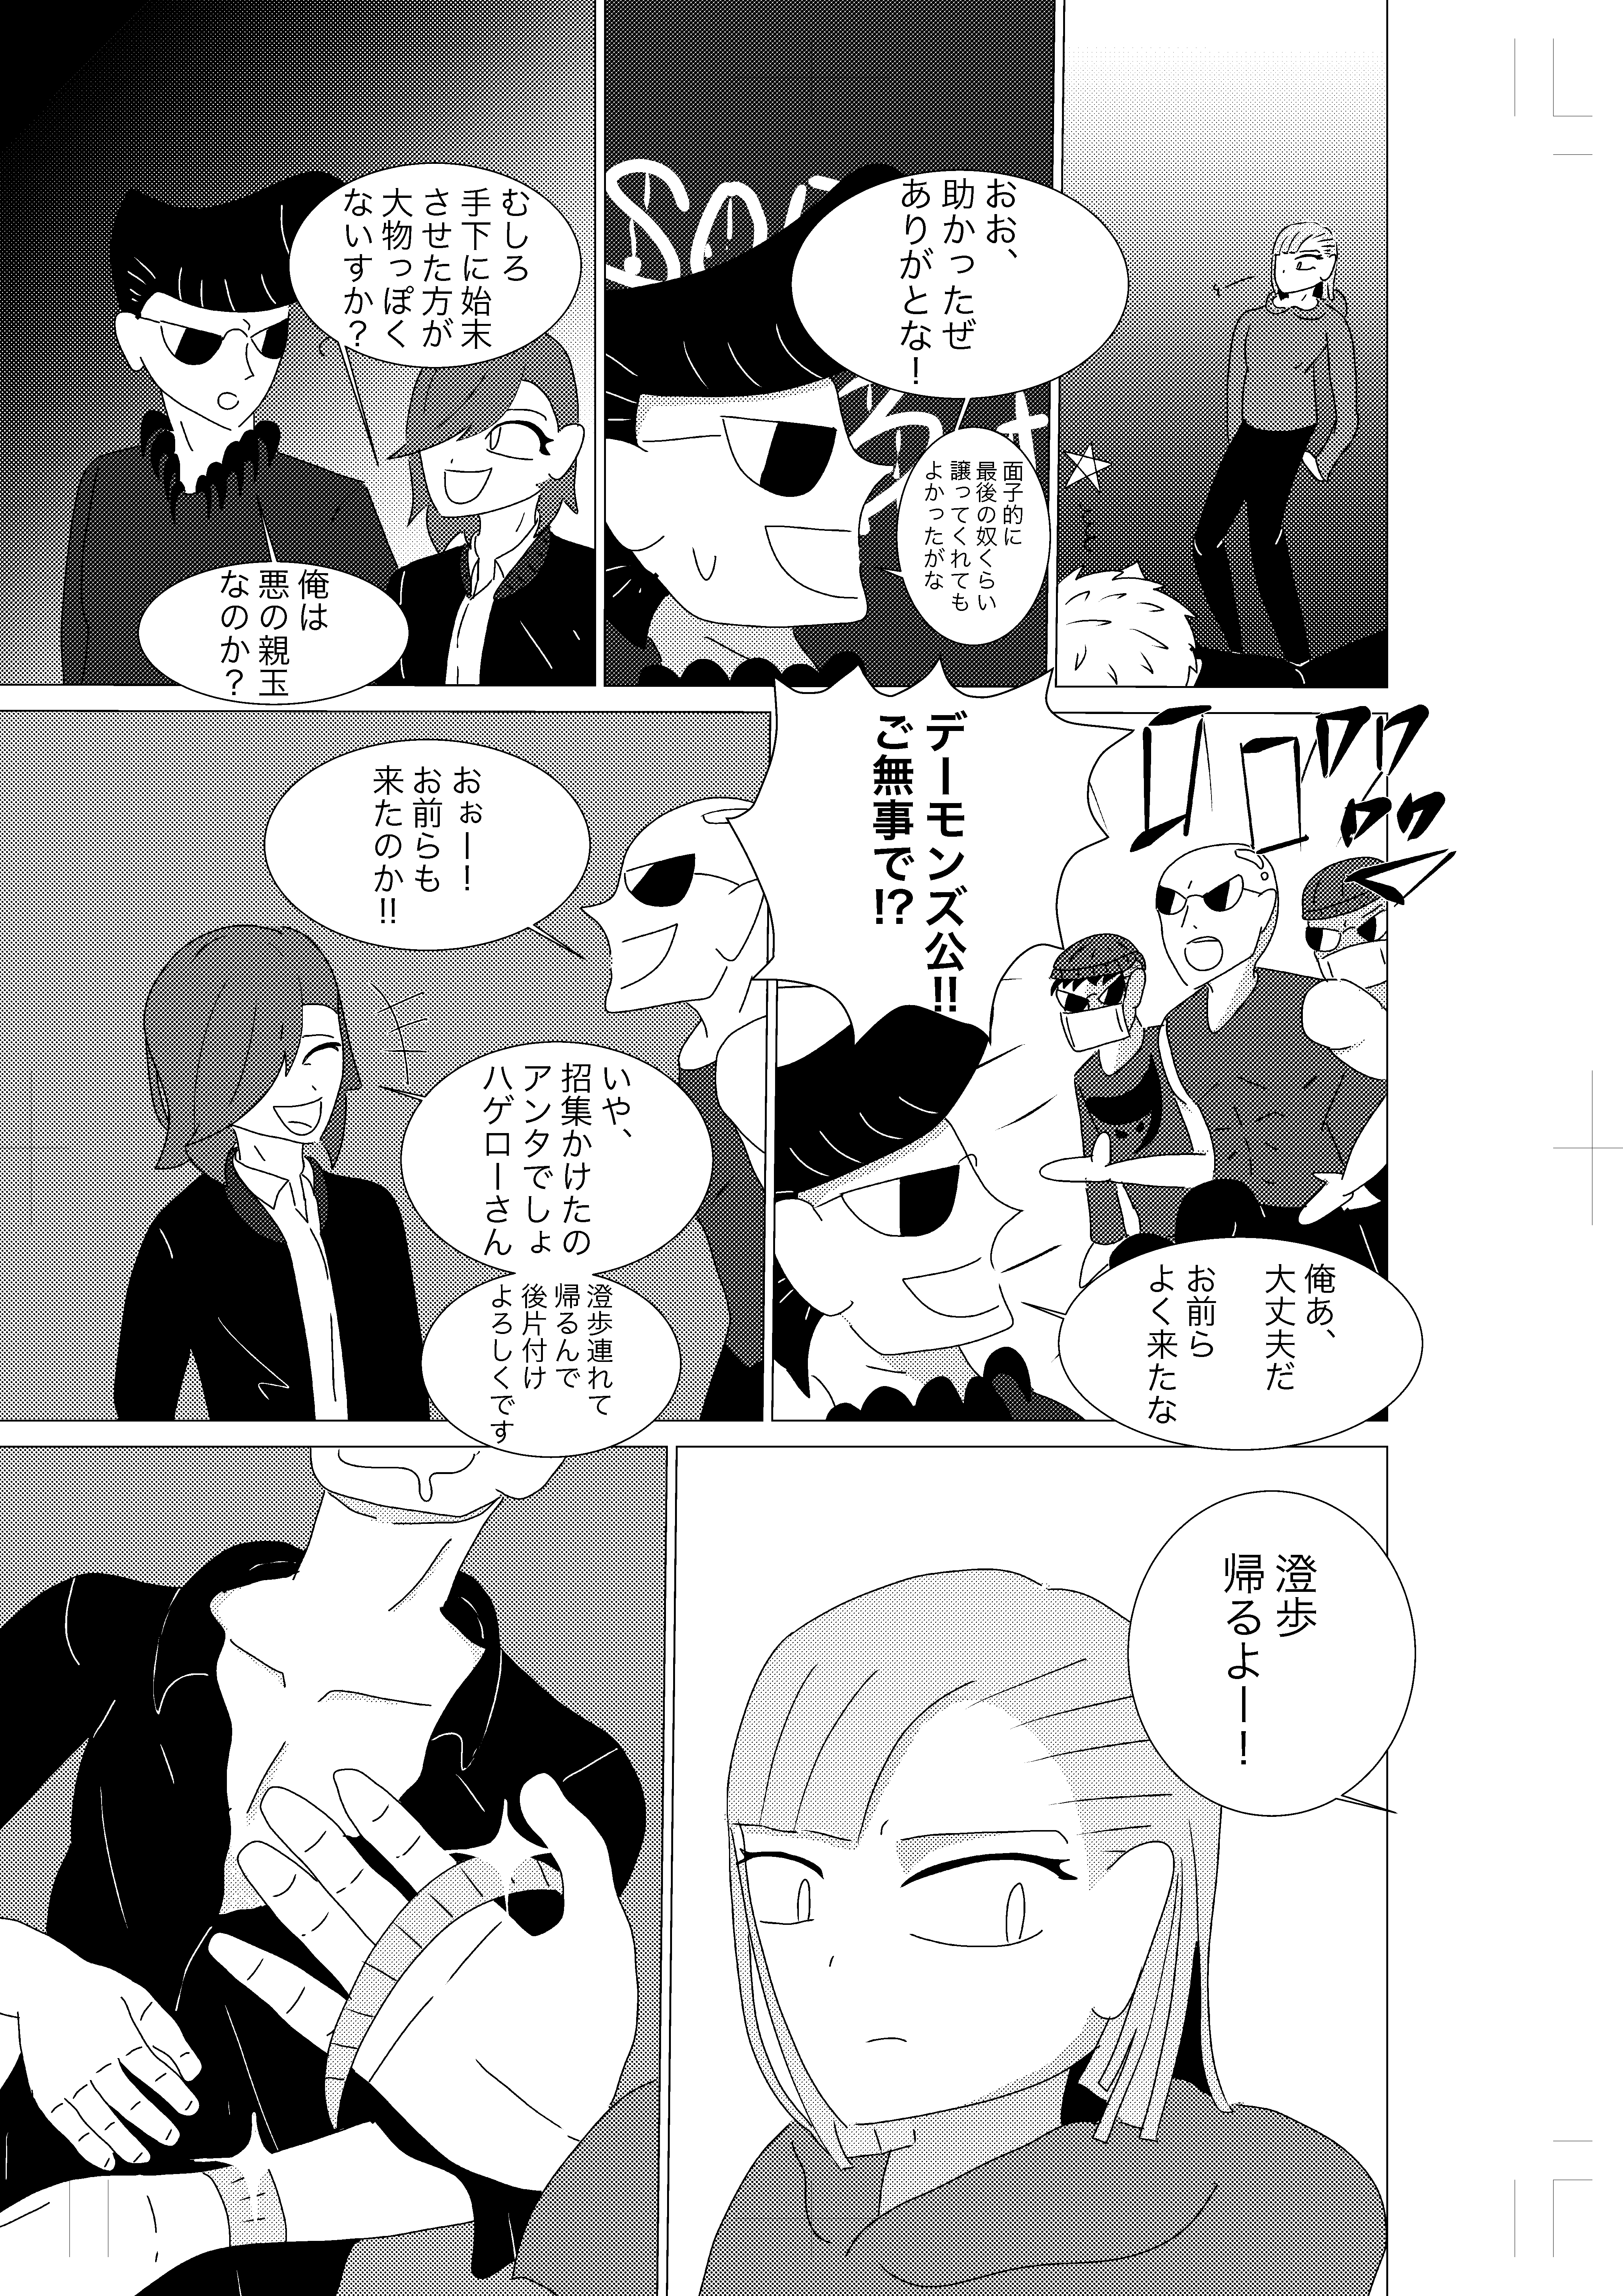 おお、
助かったぜ
ありがとな！
面子的に
最後の奴くらい
譲ってくれても
よかったがな
むしろ
手下に始末
させた方が
大物っぽく
ないすか？
俺は
悪の親玉
なのか？
デーモンズ公!!
ご無事で!?
俺あ、
大丈夫だ
お前ら
よく来たな
おぉー！
お前らも
来たのか!!
いや、
招集かけたの
アンタでしょ
ハゲローさん
澄歩連れて
帰るんで
後片付け
よろしくです
澄歩
帰るよー！